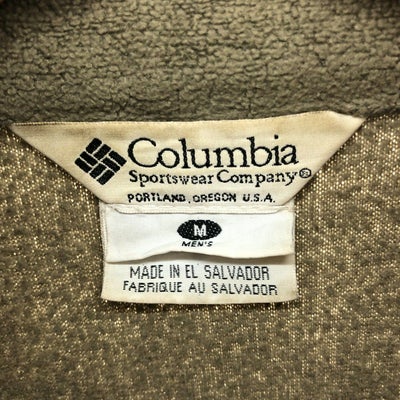 Columbia
Sportswear Company®
PORTLAND, OREGON U.S.A.
M
MEN'S
MADE IN EL SALVADOR
FABRIQUE AU SALVADOR